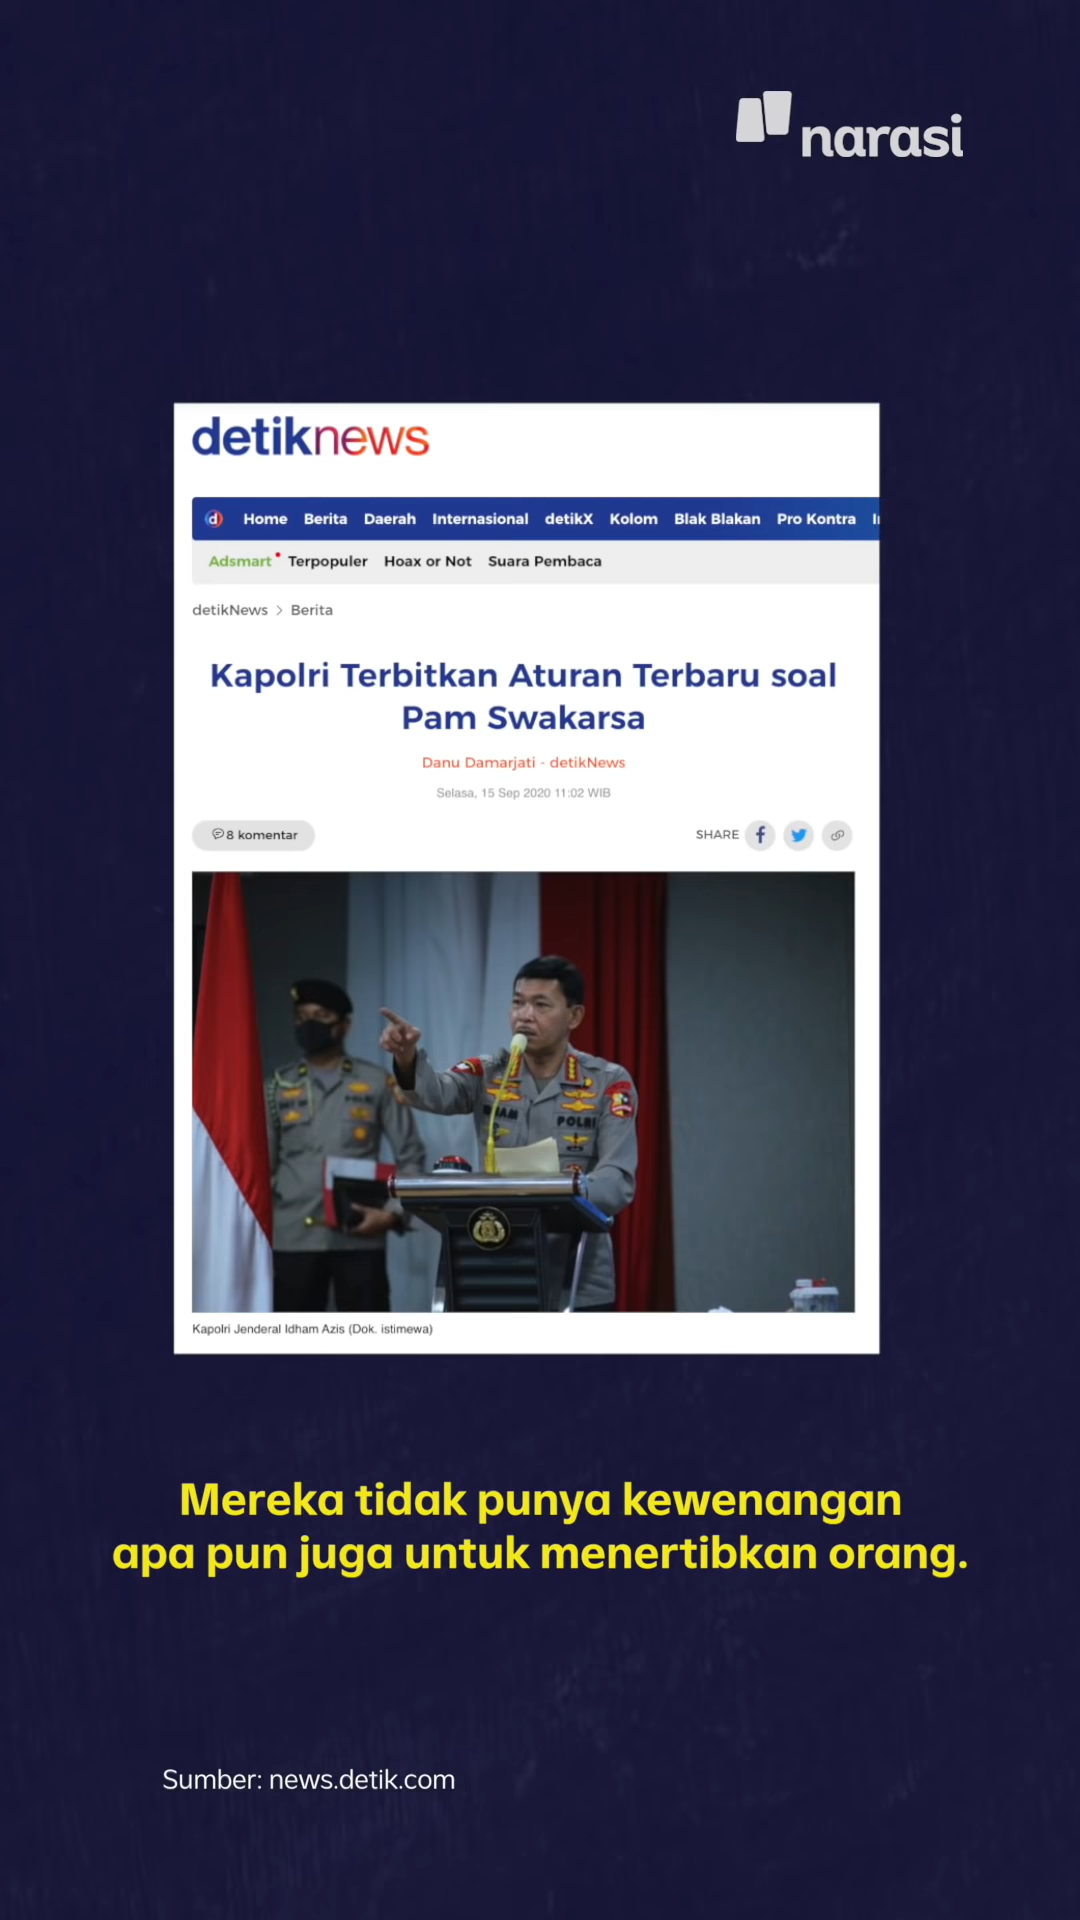 narasi
detiknews
d Home Berita Daerah Internasional detikX Kolom Blak Blakan Pro Kontra
Adsmart Terpopuler Hoax or Not Suara Pembaca
detikNews > Berita
Kapolri Terbitkan Aturan Terbaru soal
Pam Swakarsa
Danu Damarjati - detikNews
Selasa, 15 Sep 2020 11:02 WIB
8 komentar
SHARE
POLRI
Kapolri Jenderal Idham Azis (Dok. istimewa)
Mereka tidak punya kewenangan
apa pun juga untuk menertibkan orang.
Sumber: news.detik.com